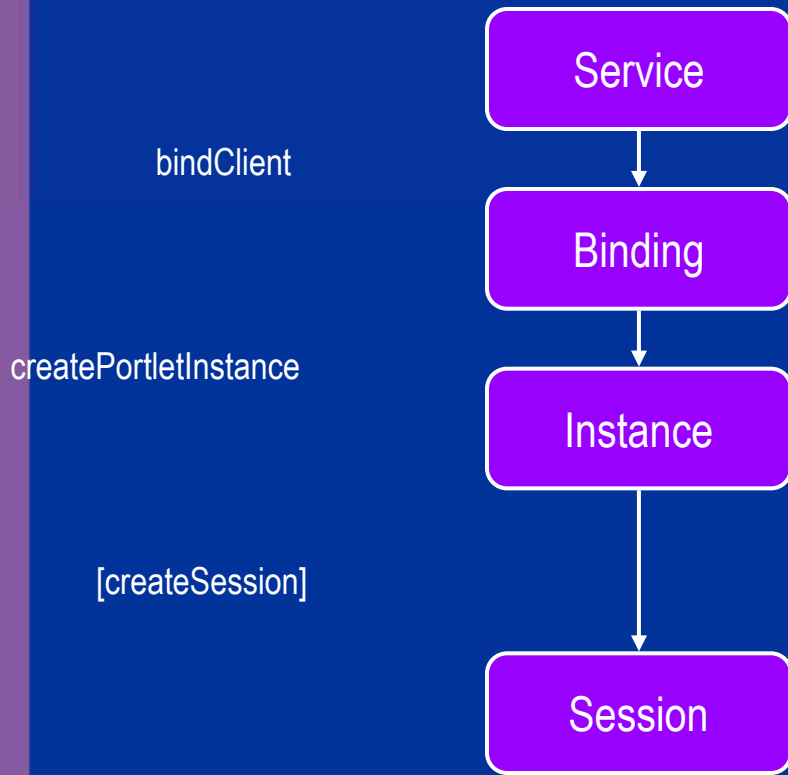 Service
bindClient
Binding
createPortletInstance
Instance
[createSession]
Session